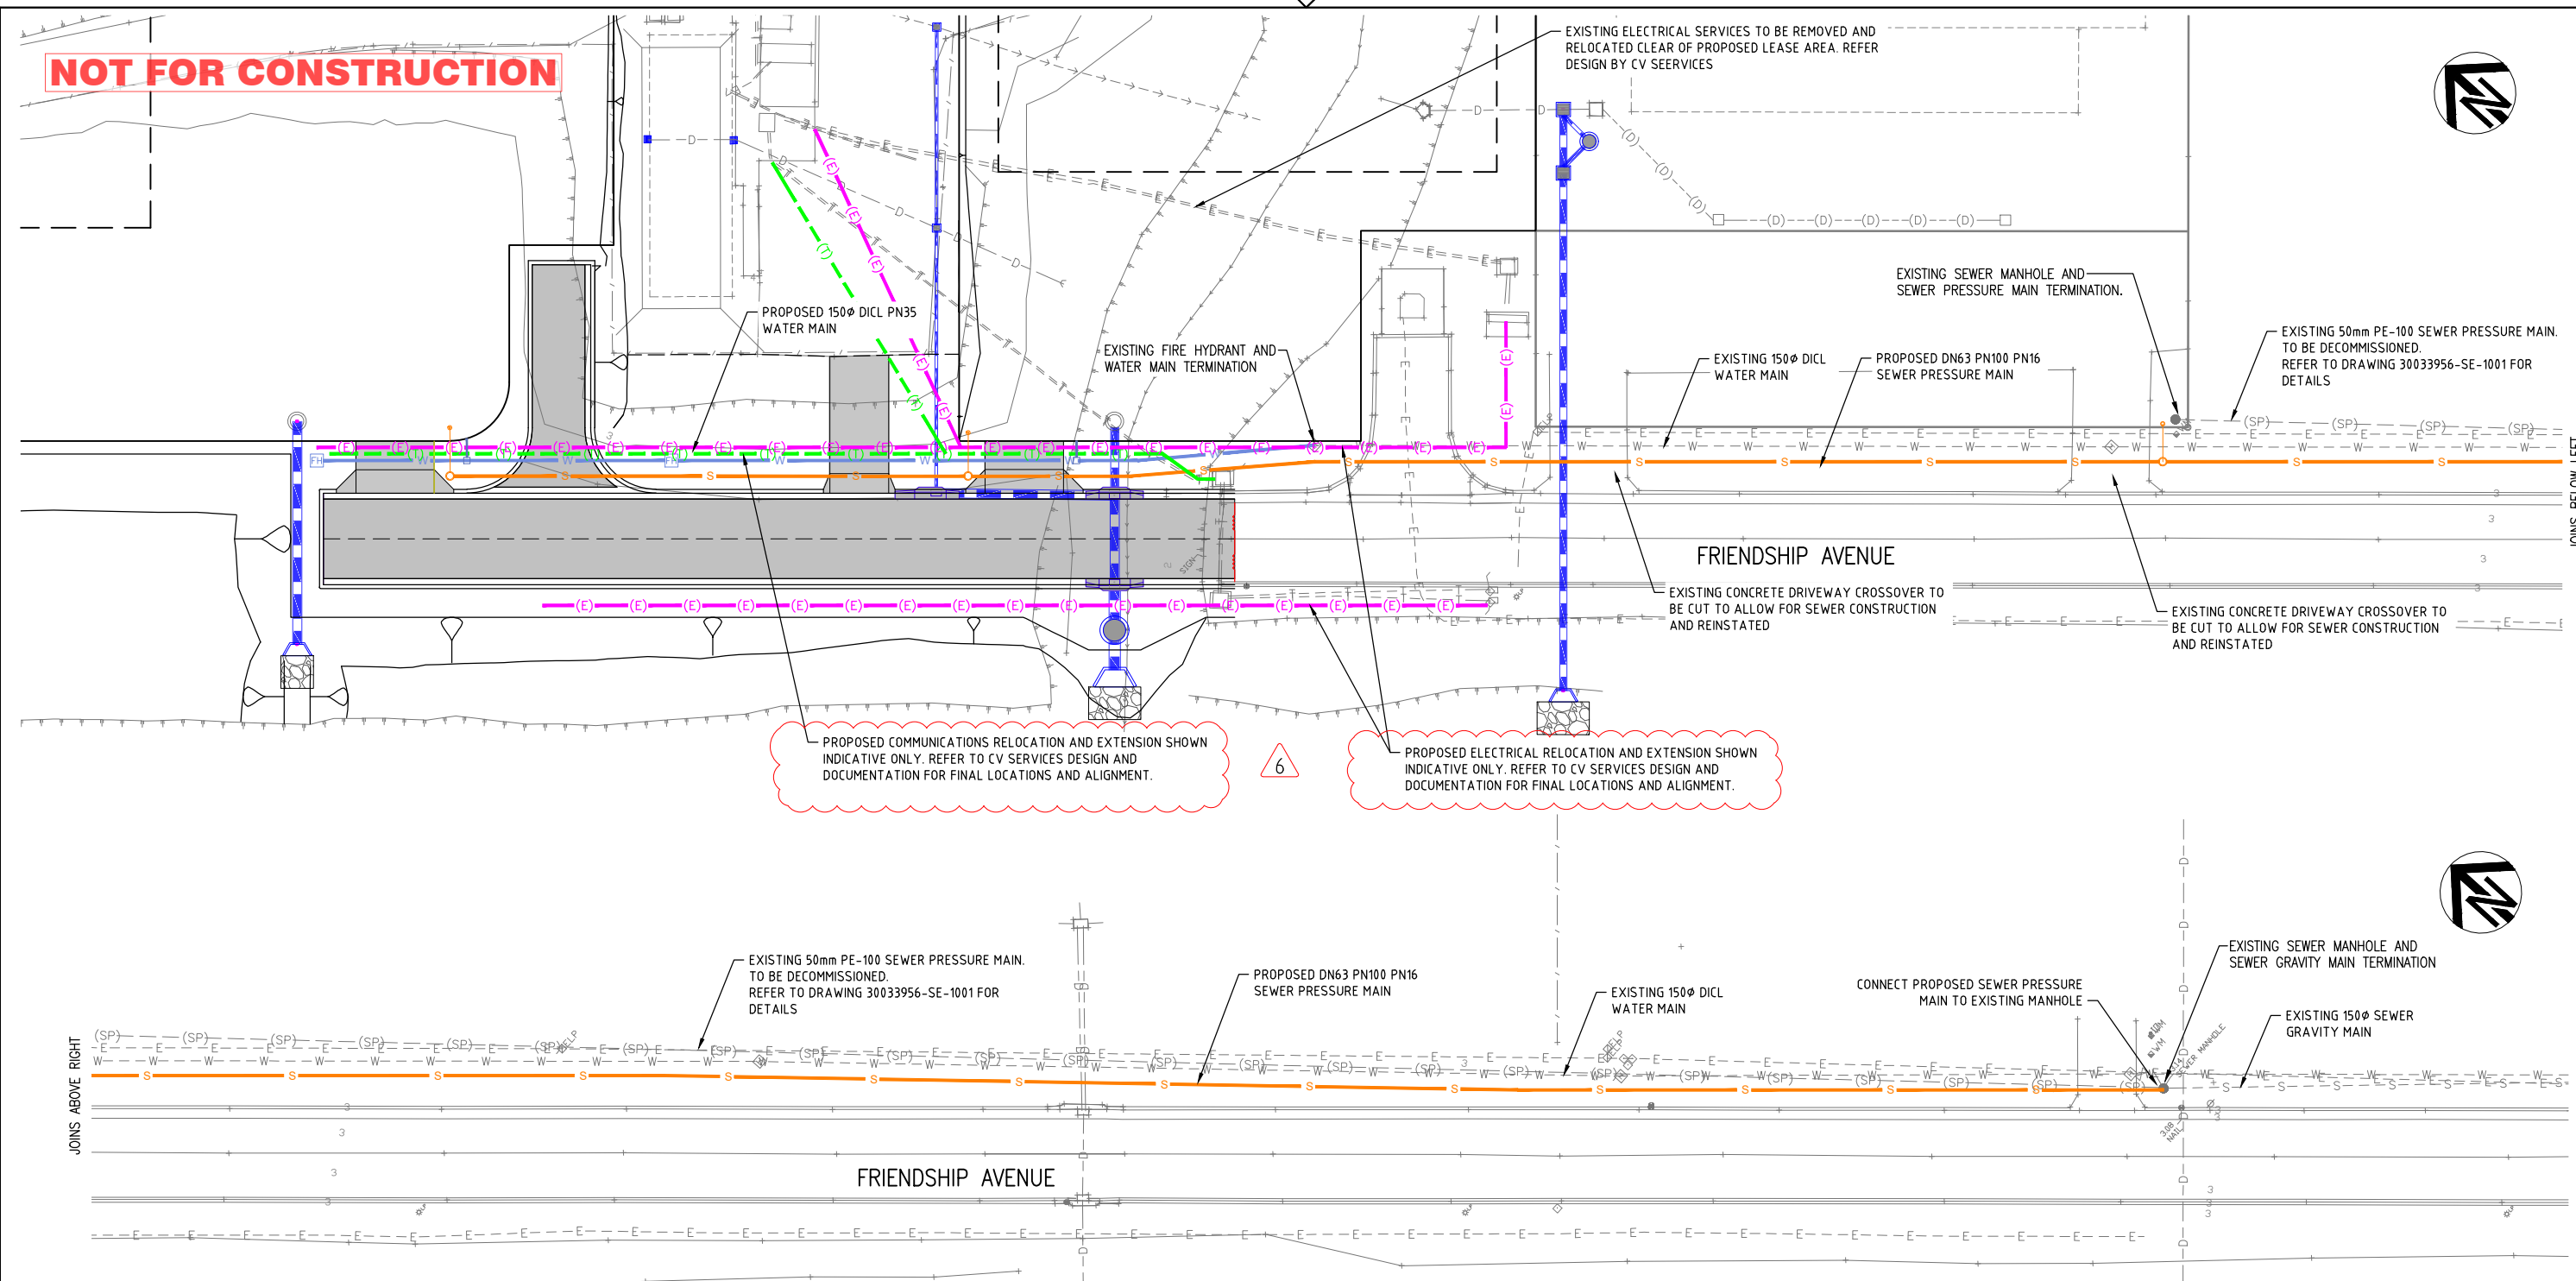 NOT FOR CONSTRUCTION
EXISTING ELECTRICAL SERVICES TO BE REMOVED AND
RELOCATED CLEAR OF PROPOSED LEASE AREA. REFER
DESIGN BY CV SEERVICES
EXISTING SEWER MANHOLE AND
SEWER PRESSURE MAIN TERMINATION.
PROPOSED 150Ø DICL PN35
WATER MAIN
EXISTING FIRE HYDRANT AND
WATER MAIN TERMINATION
EXISTING 150Ø DICL
WATER MAIN
PROPOSED DN63 PN100 PN16
SEWER PRESSURE MAIN
EXISTING 50mm PE-100 SEWER PRESSURE MAIN.
TO BE DECOMMISSIONED.
REFER TO DRAWING 30033956-SE-1001 FOR
DETAILS
JOINS BELOW LEFT
FRIENDSHIP AVENUE
SIGN
EXISTING CONCRETE DRIVEWAY CROSSOVER TO
BE CUT TO ALLOW FOR SEWER CONSTRUCTION
AND REINSTATED
EXISTING CONCRETE DRIVEWAY CROSSOVER TO
BE CUT TO ALLOW FOR SEWER CONSTRUCTION
AND REINSTATED
PROPOSED COMMUNICATIONS RELOCATION AND EXTENSION SHOWN
INDICATIVE ONLY. REFER TO CV SERVICES DESIGN AND
DOCUMENTATION FOR FINAL LOCATIONS AND ALIGNMENT.
6
PROPOSED ELECTRICAL RELOCATION AND EXTENSION SHOWN
INDICATIVE ONLY. REFER TO CV SERVICES DESIGN AND
DOCUMENTATION FOR FINAL LOCATIONS AND ALIGNMENT.
EXISTING 50mm PE-100 SEWER PRESSURE MAIN.
TO BE DECOMMISSIONED.
REFER TO DRAWING 30033956-SE-1001 FOR
DETAILS
PROPOSED DN63 PN100 PN16
SEWER PRESSURE MAIN
EXISTING 150Ø DICL
WATER MAIN
CONNECT PROPOSED SEWER PRESSURE
MAIN TO EXISTING MANHOLE
EXISTING SEWER MANHOLE AND
SEWER GRAVITY MAIN TERMINATION
EXISTING 150Ø SEWER
GRAVITY MAIN
SEWER MANHOLE
3.08
NAIL
JOINS ABOVE RIGHT
FRIENDSHIP AVENUE